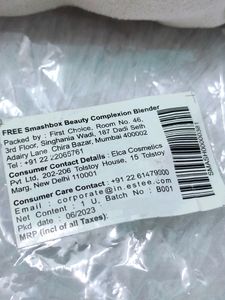 FREE Smashbox Beauty Complexion Blender
Packed by : First Choice, Room No. 46,
3rd Floor, Singhania Wadi, 187 Dadi Seth
Adairy Lane, Chira Bazar, Mumbai 400002
Tel : +91 22 22065761
Consumer Contact Details : Elca Cosmetics
Pvt Ltd, 202-206 Tolstoy House, 15 Tolstoy
Marg, New Delhi 110001
Consumer Care Contact : +91 22 61479000
Email : corporate@in.estee.com
Net Content : 1 U. Batch No : B001
Pkd date : 06/2023
MRP (incl of all Taxes):